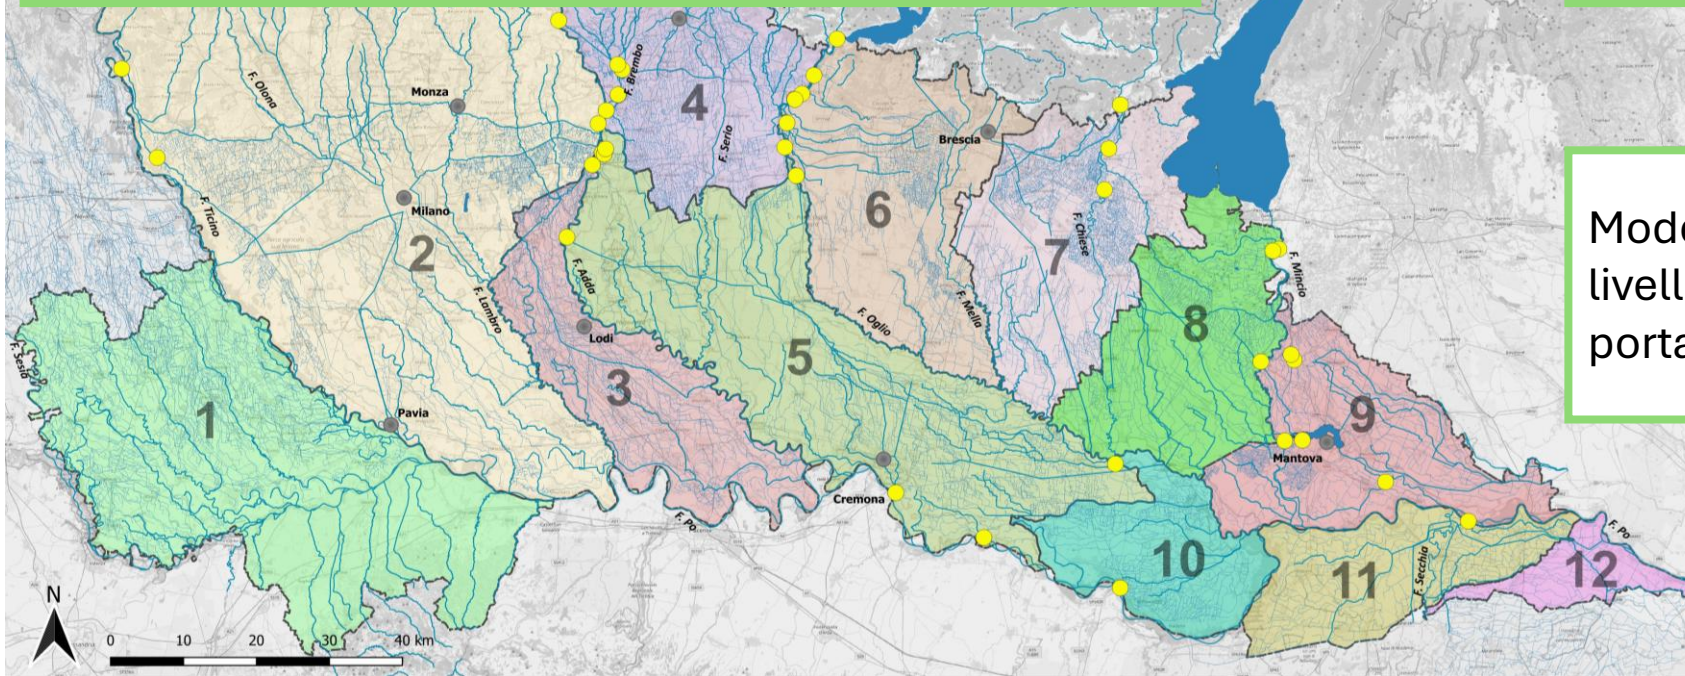 F. Olona
F. Brembo
Monza
4
F. Serio
Brescia
F. Ticino
Milano
2
6
F. Chiese
7
F. Mincio
Mode
livell
porta
F. Adda
F. Lambro
F. Oglio
F. Mella
8
F. Sesia
Lodi
5
3
1
Pavia
9
Mantova
Cremona
F. Po
F. Po
10
11
F. Secchia
12
N
0 10 20 30 40 km